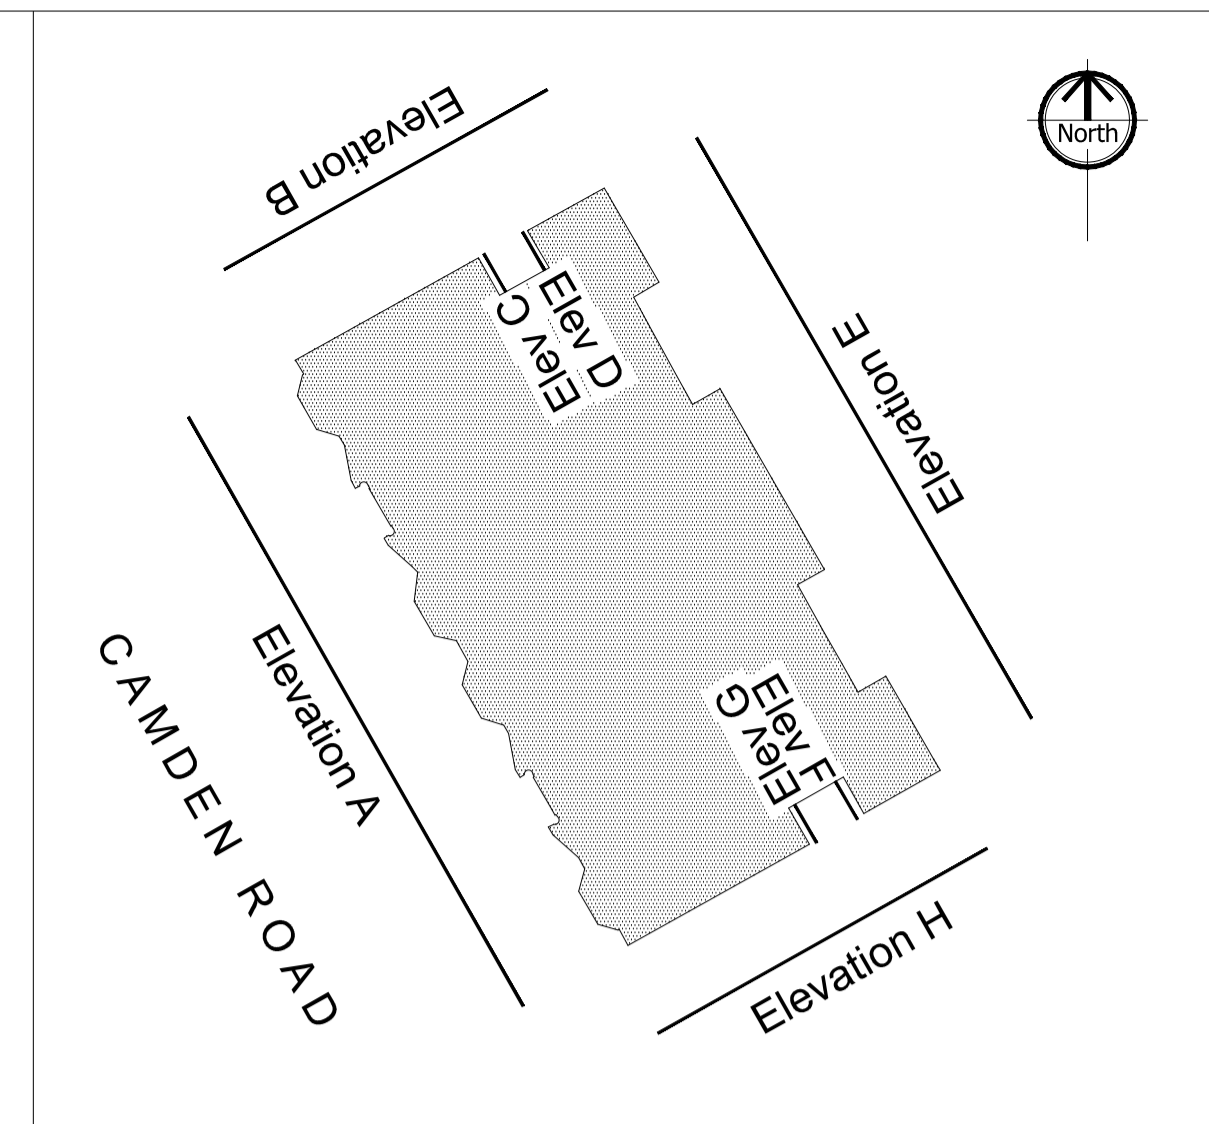 Elevation B
North
Elev D
Elev C
Elevation E
Elevation A
CAMDEN ROAD
Elev F
Elev G
Elevation H